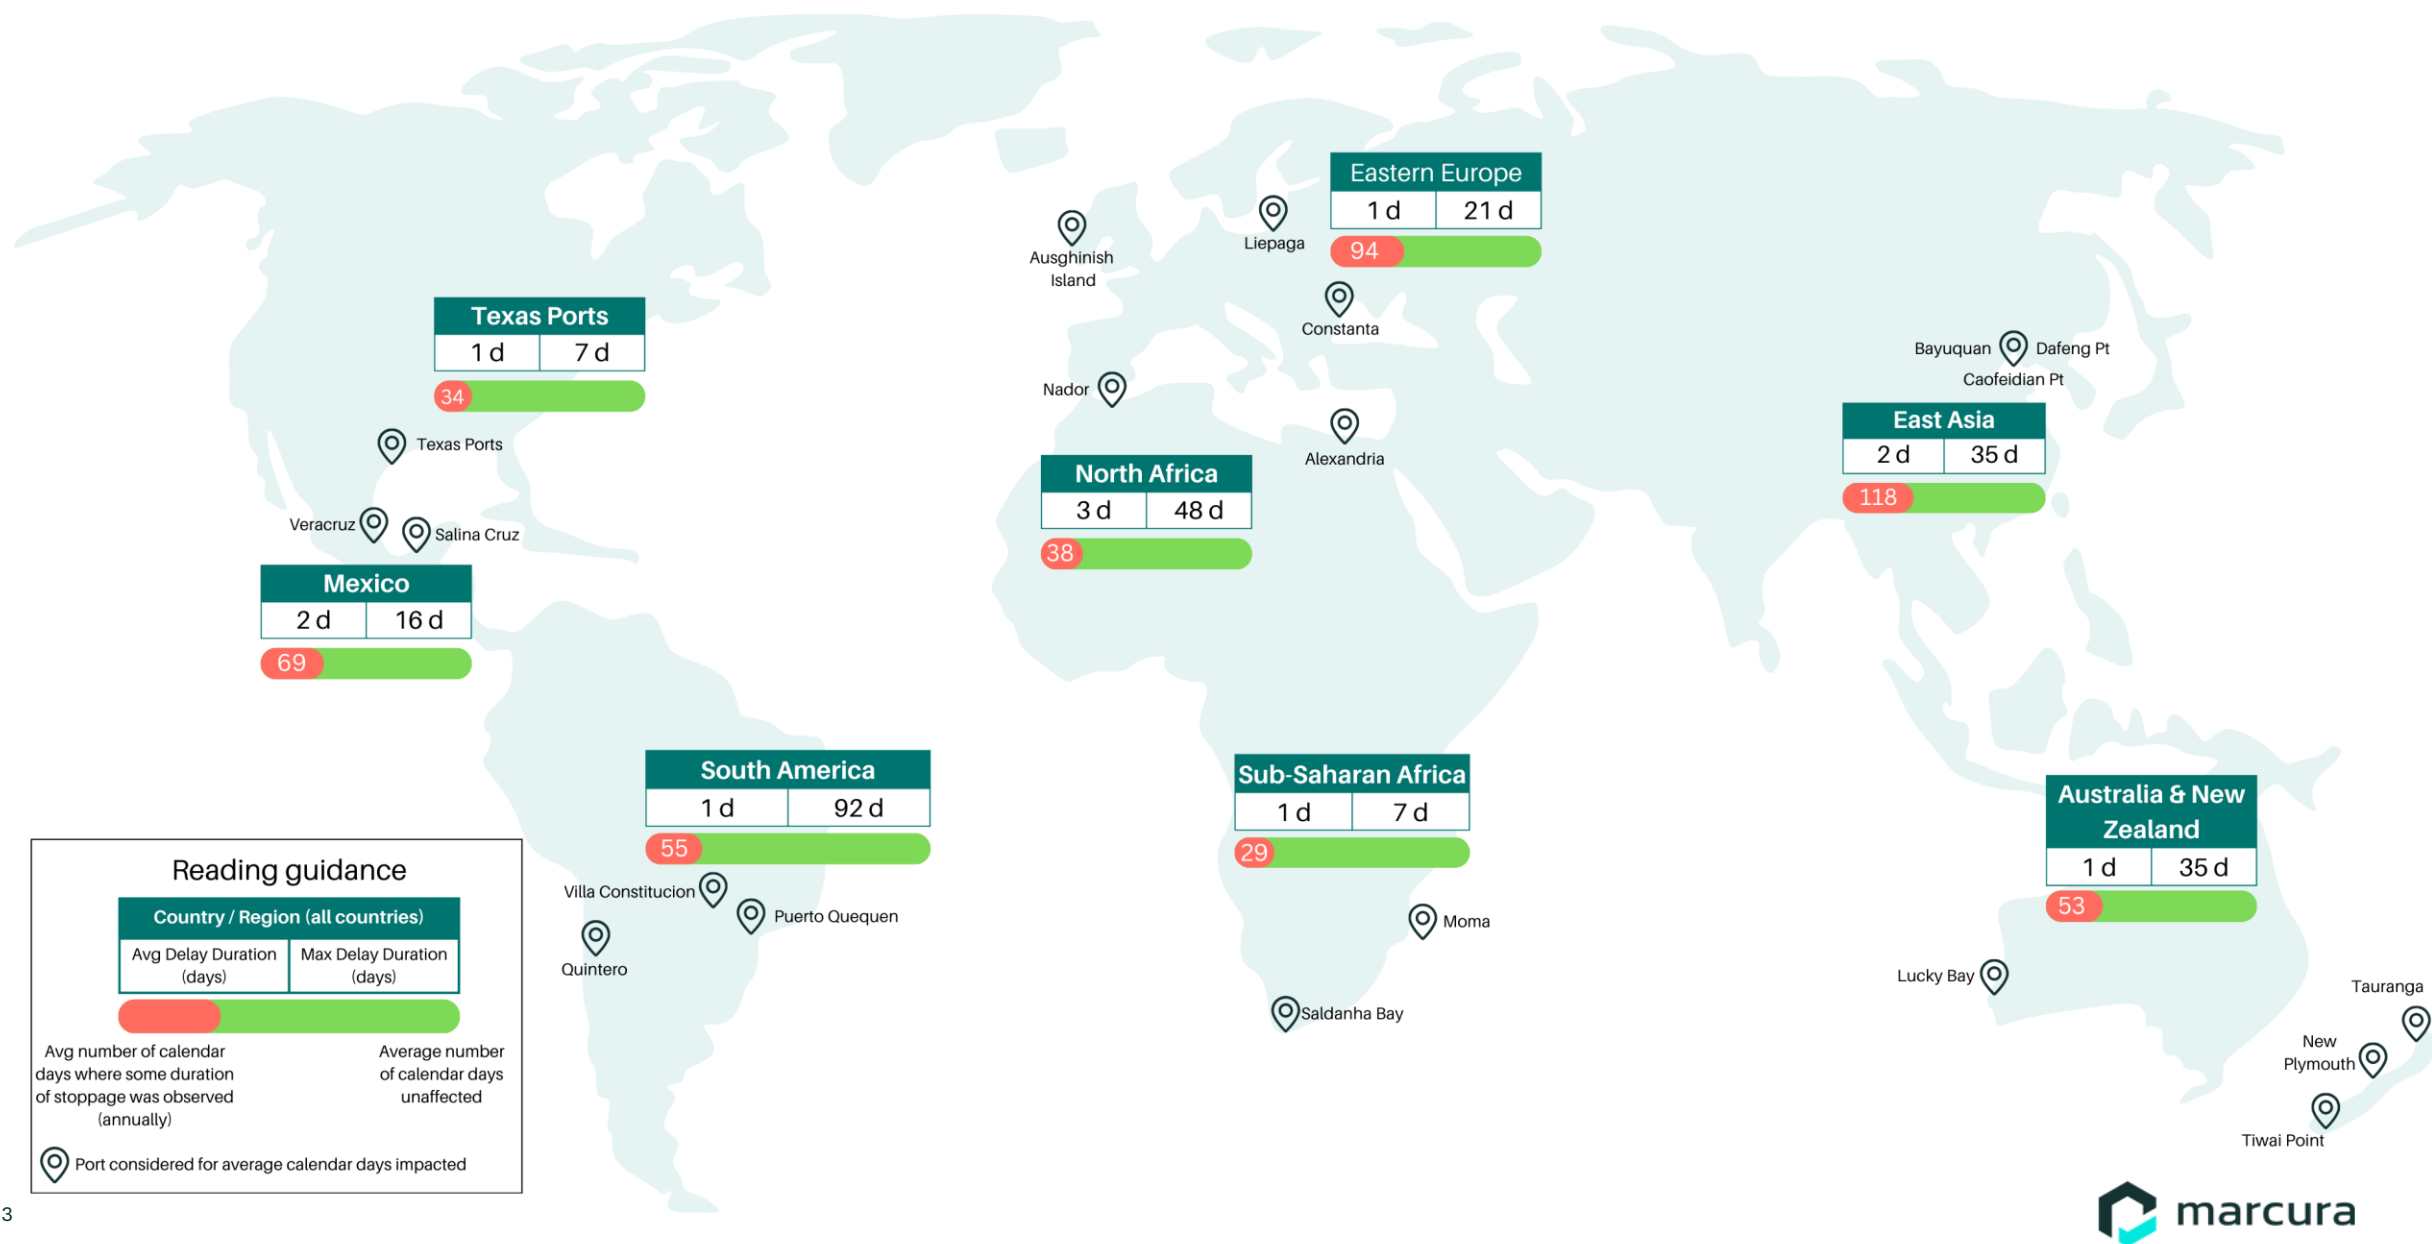 Eastern Europe
1 d 21 d
94
Ausghinish
Island
Liepaga
Constanta
Texas Ports
1 d 7 d
34
Texas Ports
Nador
Alexandria
Bayuquan
Dafeng Pt
Caofeidian Pt
East Asia
2 d 35 d
118
North Africa
3 d 48 d
38
Veracruz
Salina Cruz
Mexico
2 d 16 d
69
South America
1 d 92 d
55
Villa Constitucion
Puerto Quequen
Quintero
Sub-Saharan Africa
1 d 7 d
29
Moma
Saldanha Bay
Australia & New
Zealand
1 d 35 d
53
Lucky Bay
Tauranga
New
Plymouth
Tiwai Point
Reading guidance
Country / Region (all countries)
Avg Delay Duration
(days)
Max Delay Duration
(days)
Avg number of calendar
days where some duration
of stoppage was observed
(annually)
Average number
of calendar days
unaffected
Port considered for average calendar days impacted
3
marcura